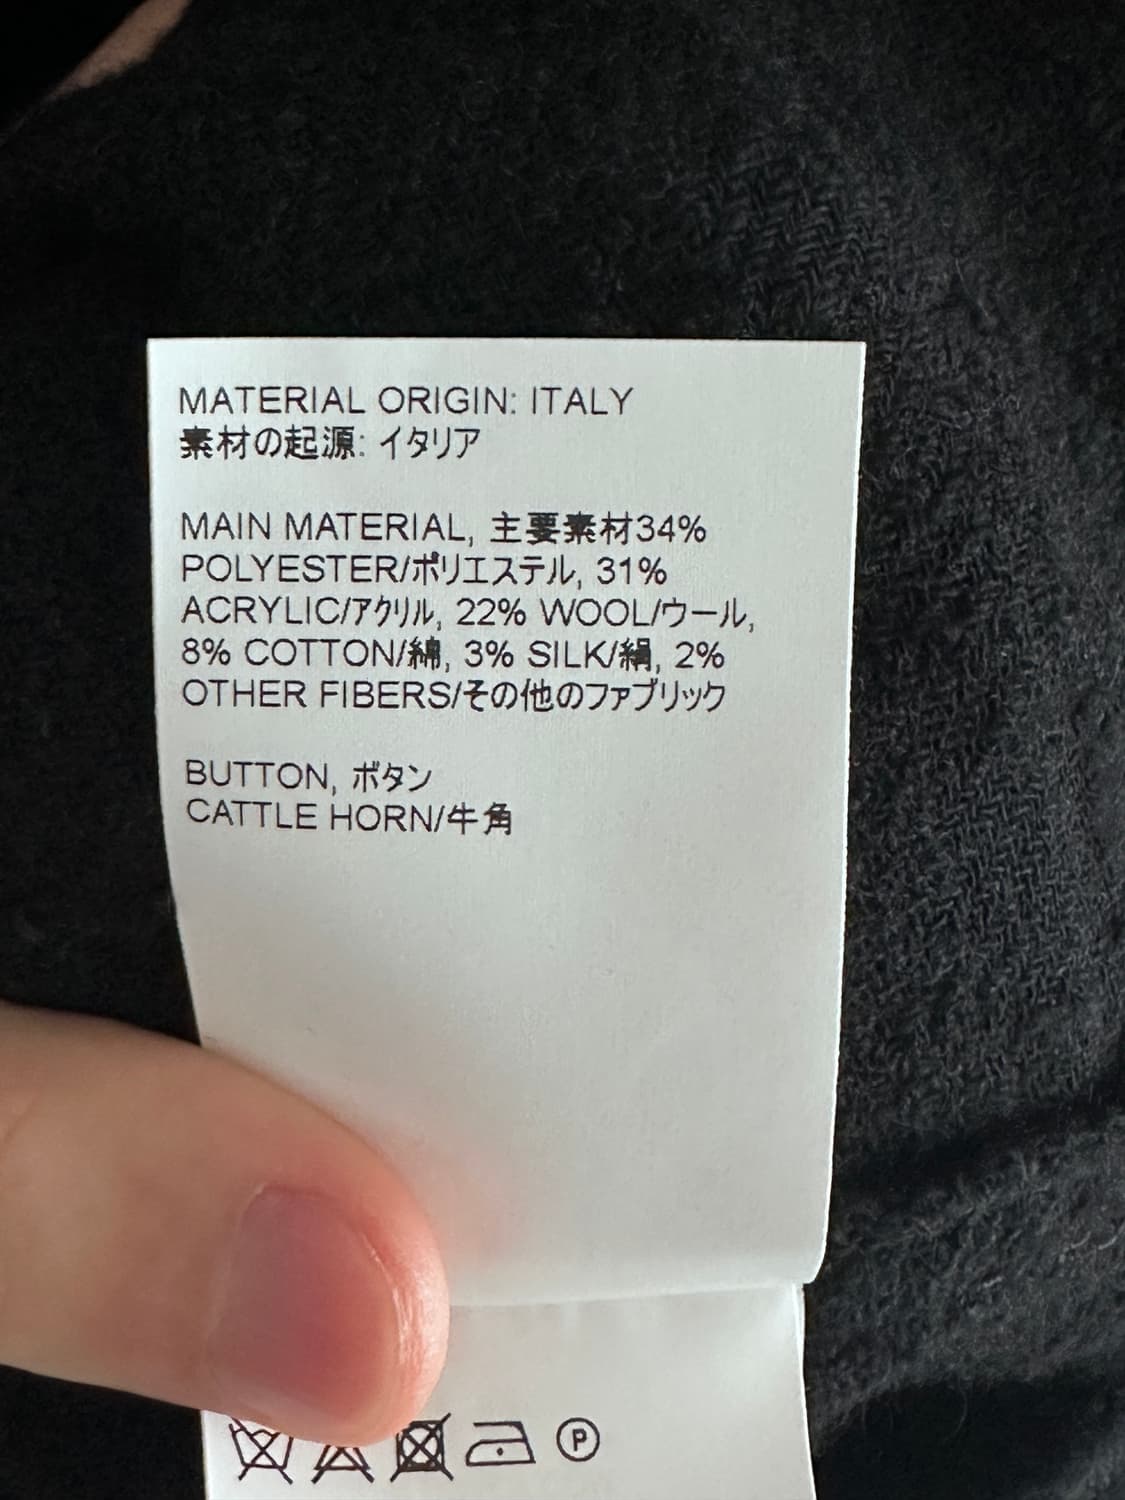 MATERIAL ORIGIN: ITALY
素材の起源: イタリア
MAIN MATERIAL, 主要素材34%
POLYESTER/ポリエステル, 31%
ACRYLIC/アクリル, 22% WOOL/ウール,
8% COTTON/綿, 3% SILK/絹, 2%
OTHER FIBERS/その他のファブリック
BUTTON, ボタン
CATTLE HORN/牛角
P